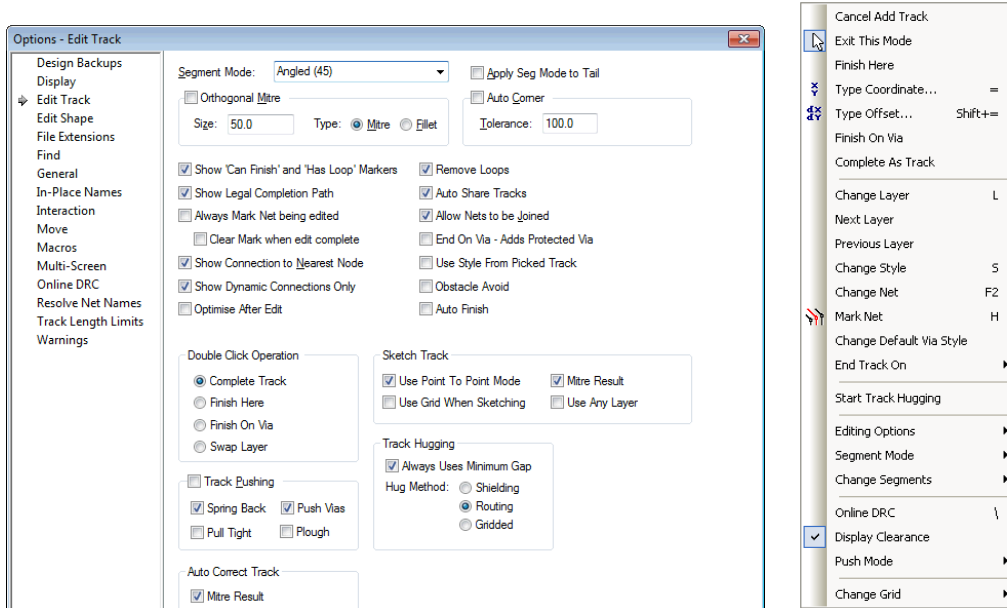 Options - Edit Track
Design Backups
Display
Edit Track
Edit Shape
File Extensions
Find
General
In-Place Names
Interaction
Move
Macros
Multi-Screen
Online DRC
Resolve Net Names
Track Length Limits
Warnings
Segment Mode: Angled (45)
Apply Seg Mode to Tail
Orthogonal Mitre
Size: 50.0 Type: Mitre Fillet
Auto Corner
Tolerance: 100.0
Show 'Can Finish' and 'Has Loop' Markers
Show Legal Completion Path
Always Mark Net being edited
Clear Mark when edit complete
Show Connection to Nearest Node
Show Dynamic Connections Only
Optimise After Edit
Remove Loops
Auto Share Tracks
Allow Nets to be Joined
End On Via - Adds Protected Via
Use Style From Picked Track
Obstacle Avoid
Auto Finish
Double Click Operation
Complete Track
Finish Here
Finish On Via
Swap Layer
Sketch Track
Use Point To Point Mode Mitre Result
Use Grid When Sketching Use Any Layer
Track Pushing
Spring Back Push Vias
Pull Tight Plough
Track Hugging
Always Uses Minimum Gap
Hug Method: Shielding
Routing
Gridded
Auto Correct Track
Mitre Result
Cancel Add Track
Exit This Mode
Finish Here
Type Coordinate... =
Type Offset... Shift+=
Finish On Via
Complete As Track
Change Layer L
Next Layer
Previous Layer
Change Style S
Change Net F2
Mark Net H
Change Default Via Style
End Track On
Start Track Hugging
Editing Options
Segment Mode
Change Segments
Online DRC \
Display Clearance
Push Mode
Change Grid